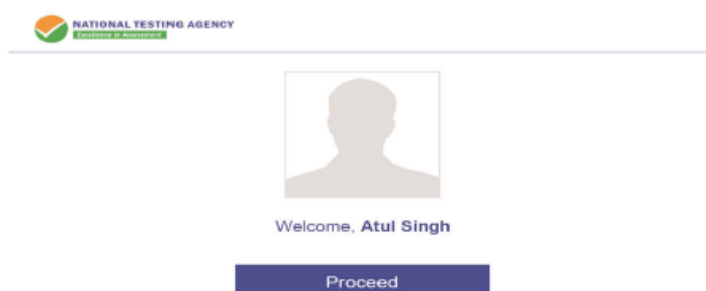 NATIONAL TESTING AGENCY
Excellence in Assessment
Welcome, Atul Singh
Proceed